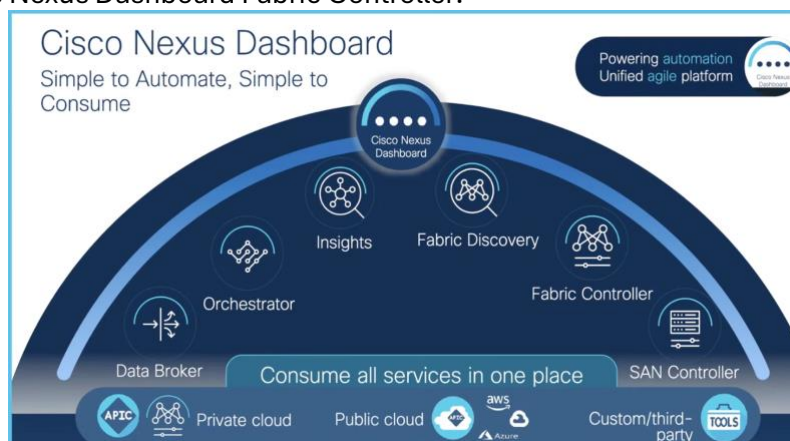 Nexus Dashboard Fabric Controller.
Cisco Nexus Dashboard
Simple to Automate, Simple to
Consume
Powering automation
Unified agile platform
Cisco Nexus
Dashboard
Cisco Nexus
Dashboard
Insights
Fabric Discovery
Orchestrator
Fabric Controller
Data Broker
SAN Controller
Consume all services in one place
APIC
Private cloud
Public cloud
aws
Azure
Custom/third-
party
TOOLS